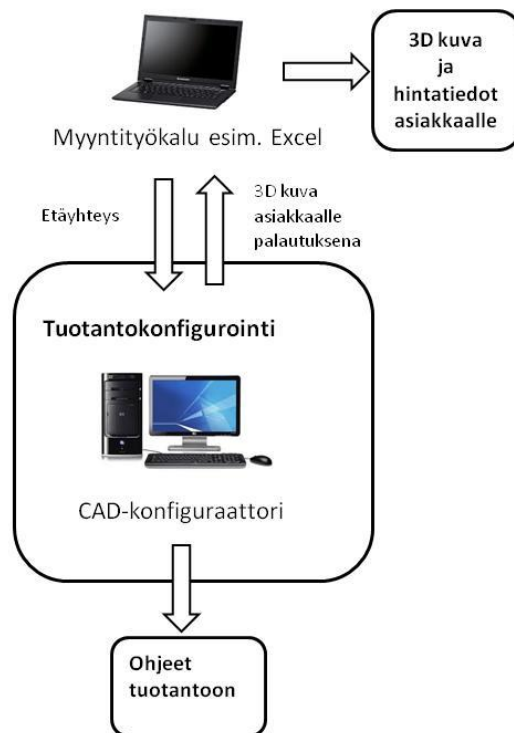 3D kuva
ja
hintatiedot
asiakkaalle
Myyntityökalu esim. Excel
Etäyhteys
3D kuva
asiakkaalle
palautuksena
Tuotantokonfigurointi
CAD-konfiguraattori
Ohjeet
tuotantoon